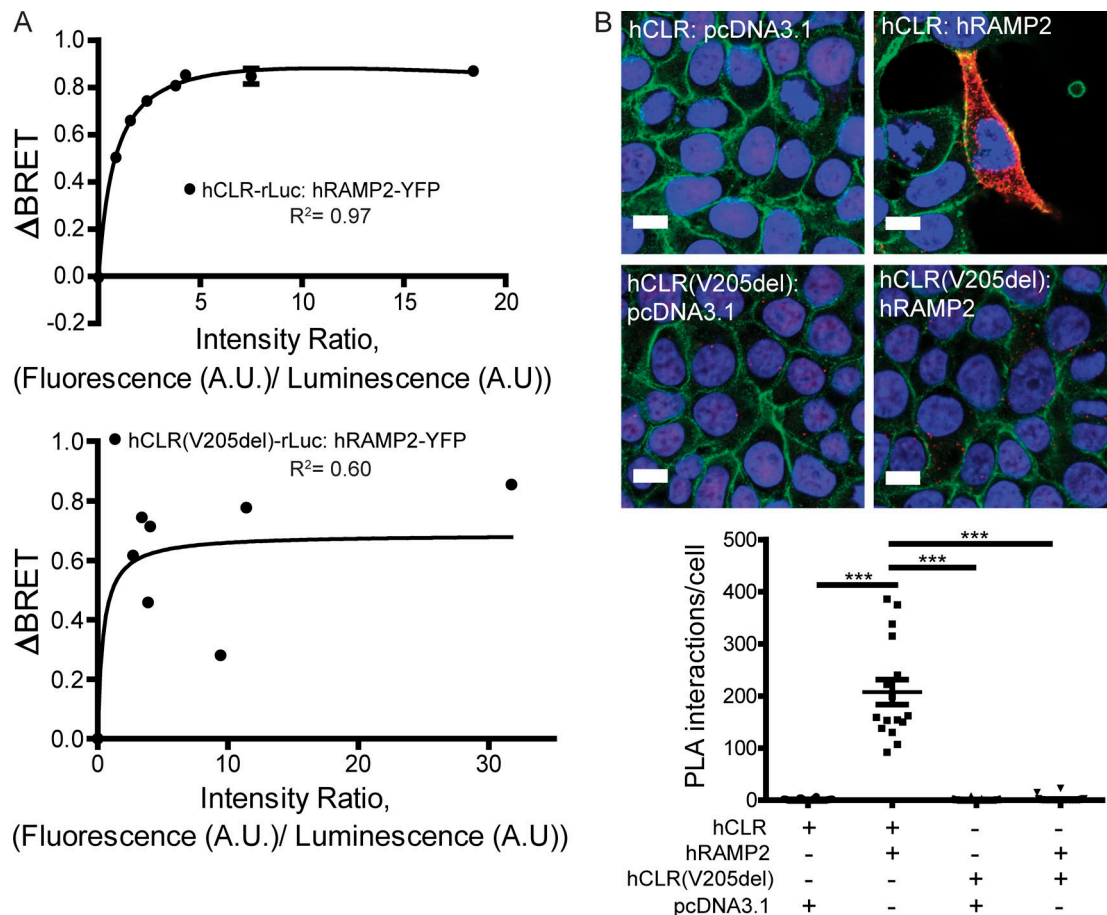 A
1.0
0.8
0.6
0.4
0.2
0.0
-0.2
5
10
15
20
ΔBRET
hCLR-rLuc: hRAMP2-YFP
R2= 0.97
Intensity Ratio,
(Fluorescence (A.U.)/ Luminescence (A.U))
1.0
0.8
0.6
0.4
0.2
0.0
0
10
20
30
ΔBRET
hCLR(V205del)-rLuc: hRAMP2-YFP
R2= 0.60
Intensity Ratio,
(Fluorescence (A.U.)/ Luminescence (A.U))
B
hCLR: pcDNA3.1
hCLR: hRAMP2
hCLR(V205del):
pcDNA3.1
hCLR(V205del):
hRAMP2
500
400
300
200
100
0
PLA interactions/cell
***
***
***
hCLR + + - -
hRAMP2 - + - +
hCLR(V205del) - - + +
pcDNA3.1 + - + -